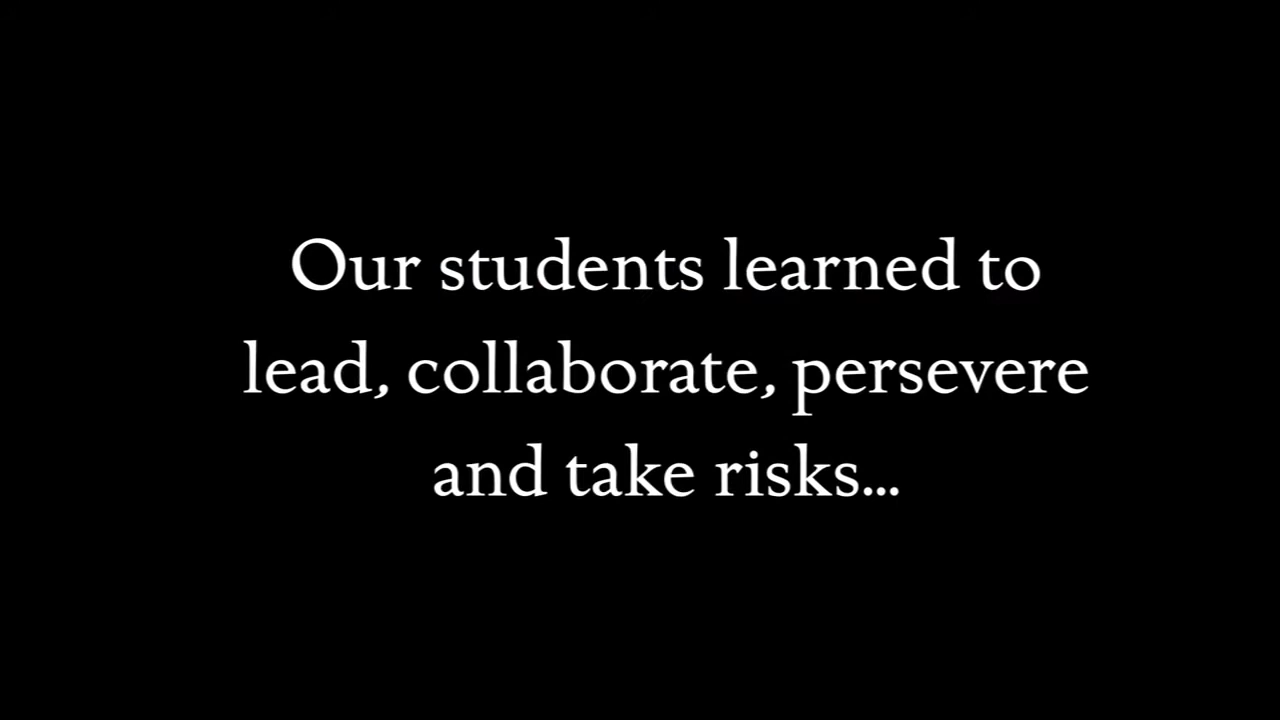 Our students learned to
lead, collaborate, persevere
and take risks...